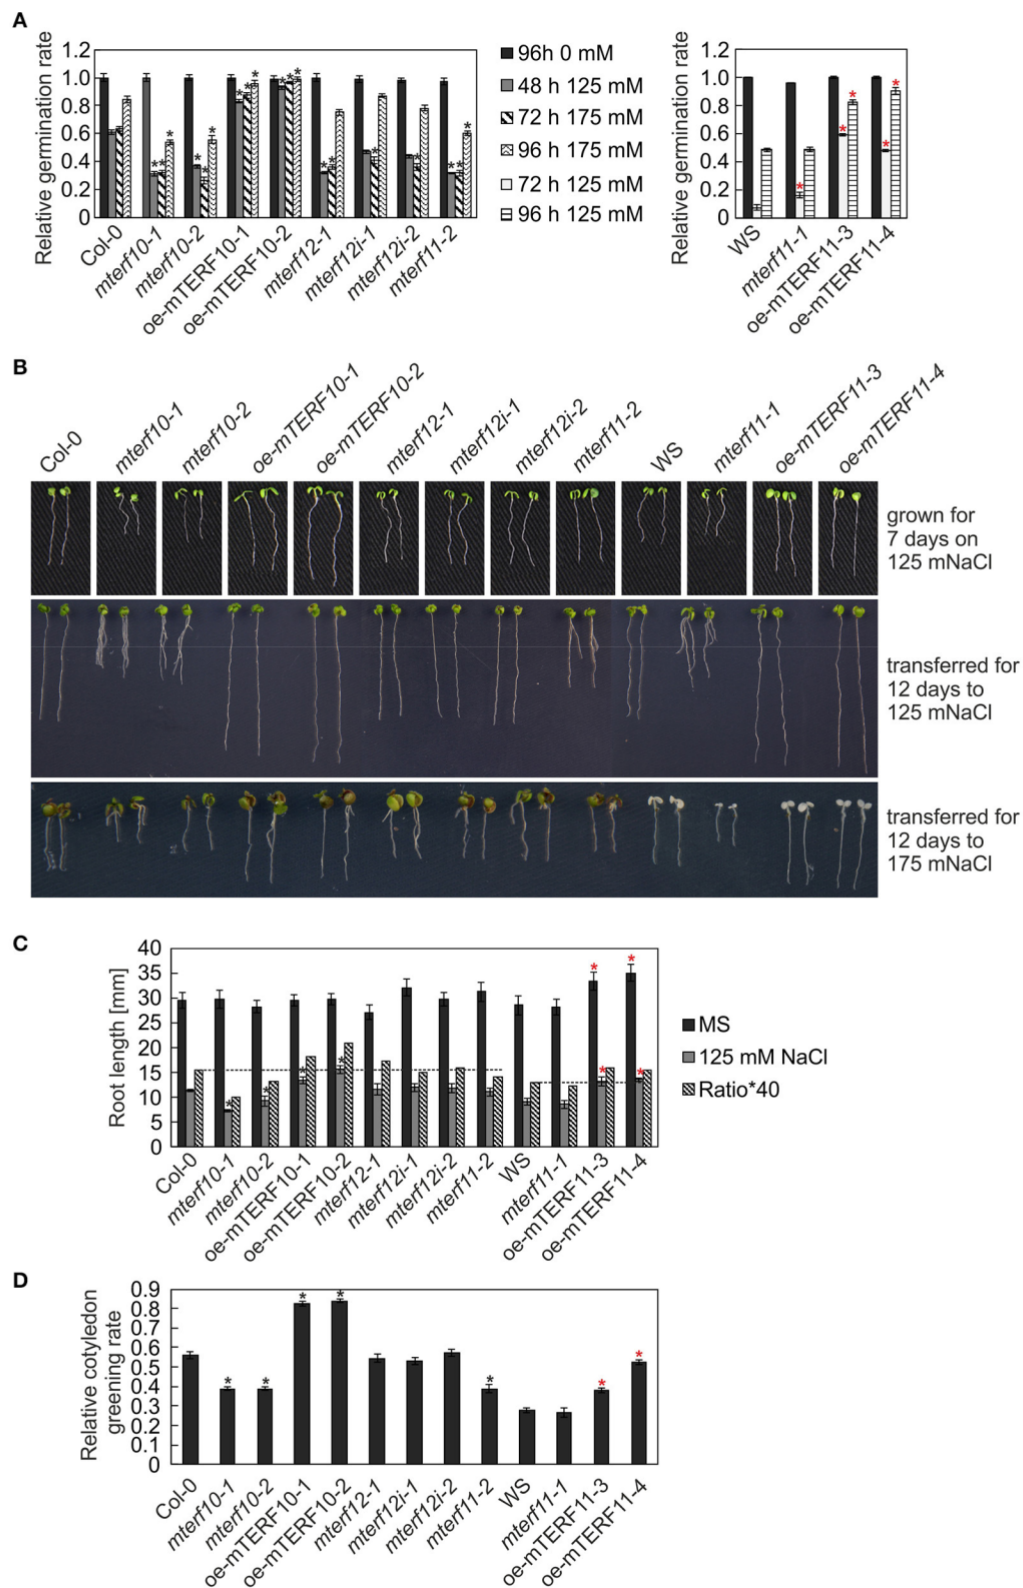 A
Relative germination rate
1.2
1.0
0.8
0.6
0.4
0.2
0
Col-0
mterf10-1
mterf10-2
oe-mTERF10-1
oe-mTERF10-2
mterf12-1
mterf12i-1
mterf12i-2
mterf11-2
96h 0 mM
48 h 125 mM
72 h 175 mM
96 h 175 mM
72 h 125 mM
96 h 125 mM
Relative germination rate
1.2
1.0
0.8
0.6
0.4
0.2
0
WS
mterf11-1
oe-mTERF11-3
oe-mTERF11-4
B
Col-0
mterf10-1
mterf10-2
oe-mTERF10-1
oe-mTERF10-2
mterf12-1
mterf12i-1
mterf12i-2
mterf11-2
WS
mterf11-1
oe-mTERF11-3
oe-mTERF11-4
grown for
7 days on
125 mNaCl
transferred for
12 days to
125 mNaCl
transferred for
12 days to
175 mNaCl
C
Root length [mm]
40
35
30
25
20
15
10
5
0
Col-0
mterf10-1
mterf10-2
oe-mTERF10-1
oe-mTERF10-2
mterf12-1
mterf12i-1
mterf12i-2
mterf11-2
WS
mterf11-1
oe-mTERF11-3
oe-mTERF11-4
MS
125 mM NaCl
Ratio*40
D
Relative cotyledon
greening rate
0.9
0.8
0.7
0.6
0.5
0.4
0.3
0.2
0.1
0
Col-0
mterf10-1
mterf10-2
oe-mTERF10-1
oe-mTERF10-2
mterf12-1
mterf12i-1
mterf12i-2
mterf11-2
WS
mterf11-1
oe-mTERF11-3
oe-mTERF11-4